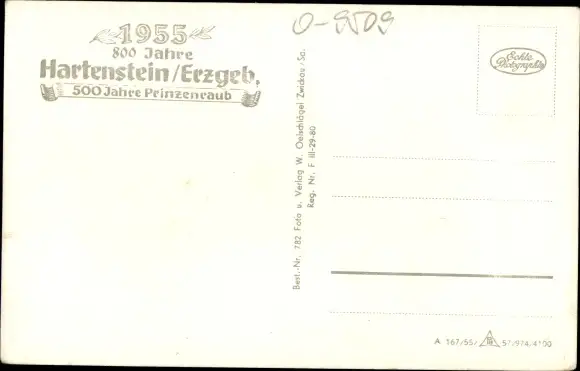 1955
800 Jahre
Hartenstein/Erzgeb.
500 Jahre Prinzenraub
O-9509
Best.-Nr. 782 Foto u. Verlag W. Oelschlägel Zwickau/Sa.
Reg. Nr. F III-29-80
Echte
Photographie
A 167/55/